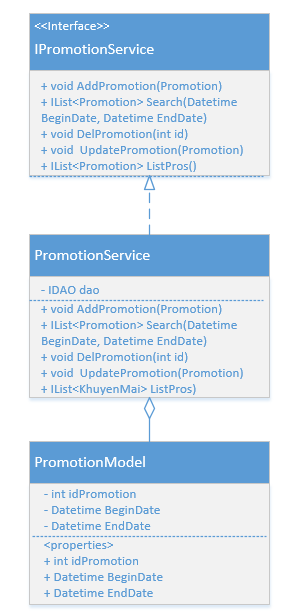 <<Interface>>
IPromotionService
+ void AddPromotion(Promotion)
+ IList<Promotion> Search(Datetime
BeginDate, Datetime EndDate)
+ void DelPromotion(int id)
+ void  UpdatePromotion(Promotion)
+ IList<Promotion> ListPros()
PromotionService
- IDAO dao
+ void AddPromotion(Promotion)
+ IList<Promotion> Search(Datetime
BeginDate, Datetime EndDate)
+ void DelPromotion(int id)
+ void  UpdatePromotion(Promotion)
+ IList<KhuyenMai> ListPros)
PromotionModel
- int idPromotion
- Datetime BeginDate
- Datetime EndDate
<properties>
+ int idPromotion
+ Datetime BeginDate
+ Datetime EndDate